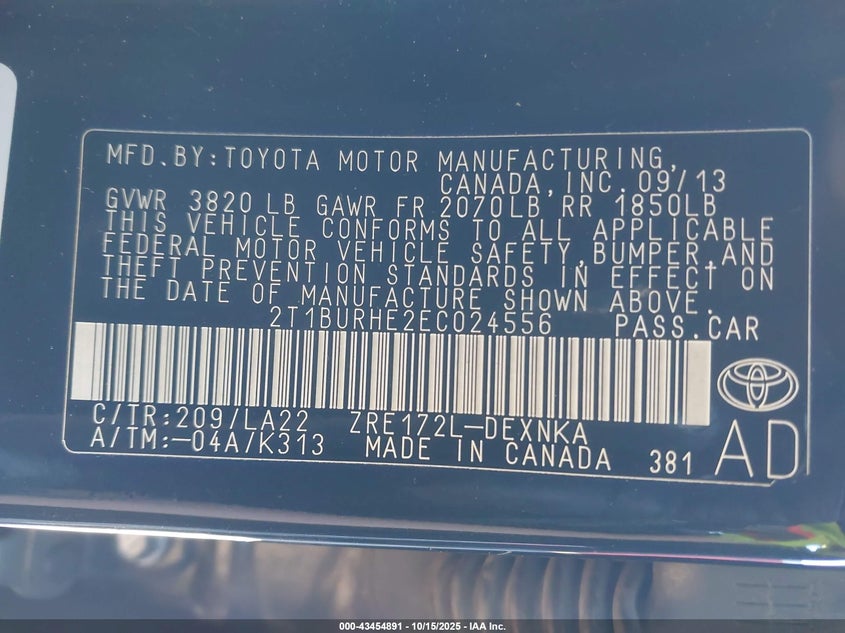 MFD.BY:TOYOTA MOTOR MANUFACTURING,
CANADA,INC.09/13
GVWR 3820 LB GAWR FR 2070LB RR 1850LB
THIS VEHICLE CONFORMS TO ALL APPLICABLE
FEDERAL MOTOR VEHICLE SAFETY,BUMPER,AND
THEFT PREVENTION STANDARDS IN EFFECT ON
THE DATE OF MANUFACTURE SHOWN ABOVE.
2T1BURHE2EC024556 PASS.CAR
C/TR:209/LA22 ZRE172L-DEXNKA
A/TM:-04A/K313 MADE IN CANADA 381 AD
000-43454891 - 10/15/2025 - IAA Inc.